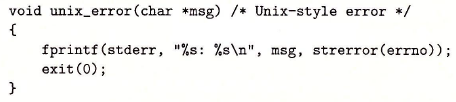 void unix_error(char *msg) /* Unix-style error */
{
    fprintf(stderr, "%s: %s\n", msg, strerror(errno));
    exit(0);
}